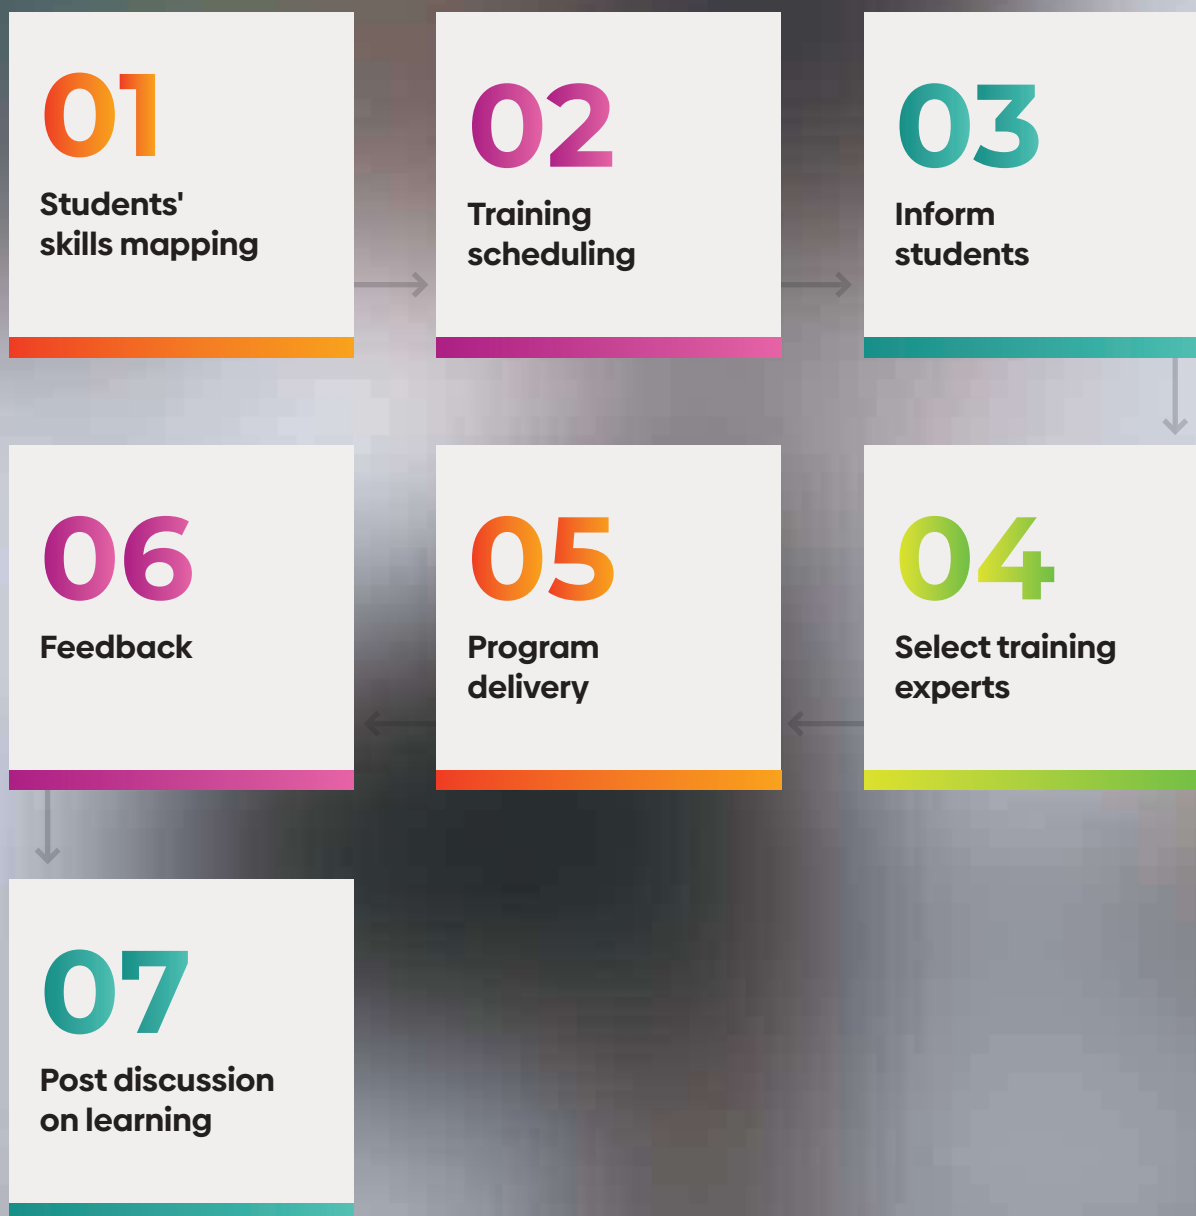 01
Students'
skills mapping
02
Training
scheduling
03
Inform
students
04
Select training
experts
05
Program
delivery
06
Feedback
07
Post discussion
on learning